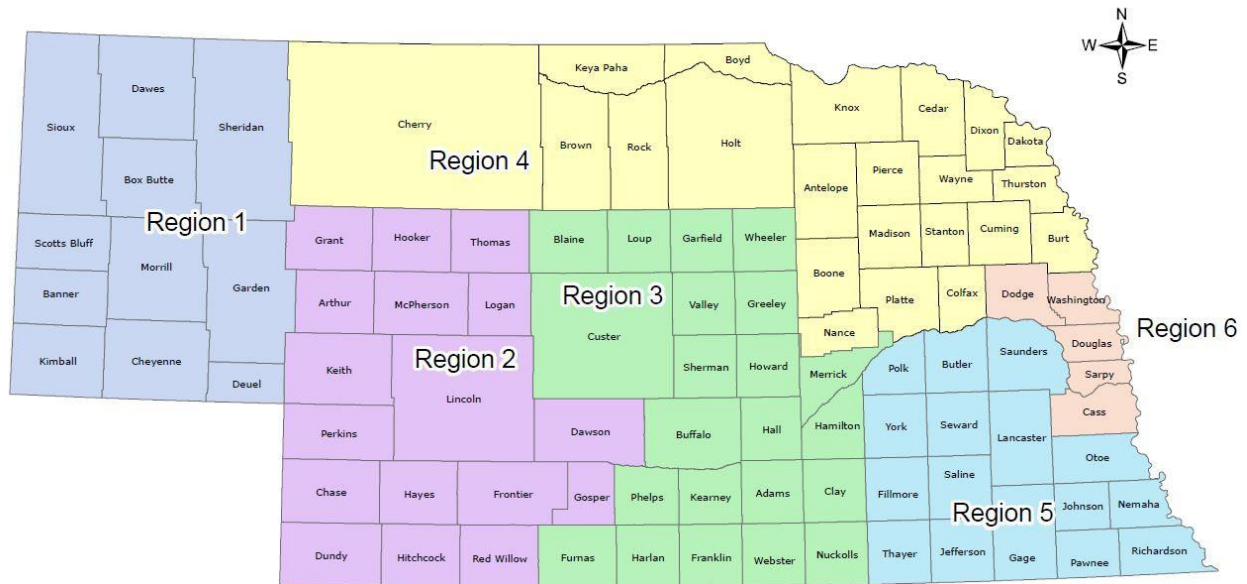 N
W E
S
Keya Paha
Boyd
Dawes
Sioux
Sheridan
Cherry
Knox
Cedar
Dixon
Dakota
Brown
Rock
Holt
Region 4
Box Butte
Antelope
Pierce
Wayne
Thurston
Region 1
Scotts Bluff
Morrill
Garden
Banner
Kimball
Cheyenne
Deuel
Grant
Hooker
Thomas
Blaine
Loup
Garfield
Wheeler
Madison
Stanton
Cuming
Burt
Boone
Platte
Colfax
Dodge
Washington
Nance
Arthur
McPherson
Logan
Region 3
Custer
Valley
Greeley
Region 6
Douglas
Sarpy
Cass
Keith
Region 2
Lincoln
Sherman
Howard
Merrick
Polk
Butler
Saunders
Perkins
Dawson
Buffalo
Hall
Hamilton
York
Seward
Lancaster
Otoe
Chase
Hayes
Frontier
Gosper
Phelps
Kearney
Adams
Clay
Fillmore
Saline
Region 5
Johnson
Nemaha
Dundy
Hitchcock
Red Willow
Furnas
Harlan
Franklin
Webster
Nuckolls
Thayer
Jefferson
Gage
Pawnee
Richardson